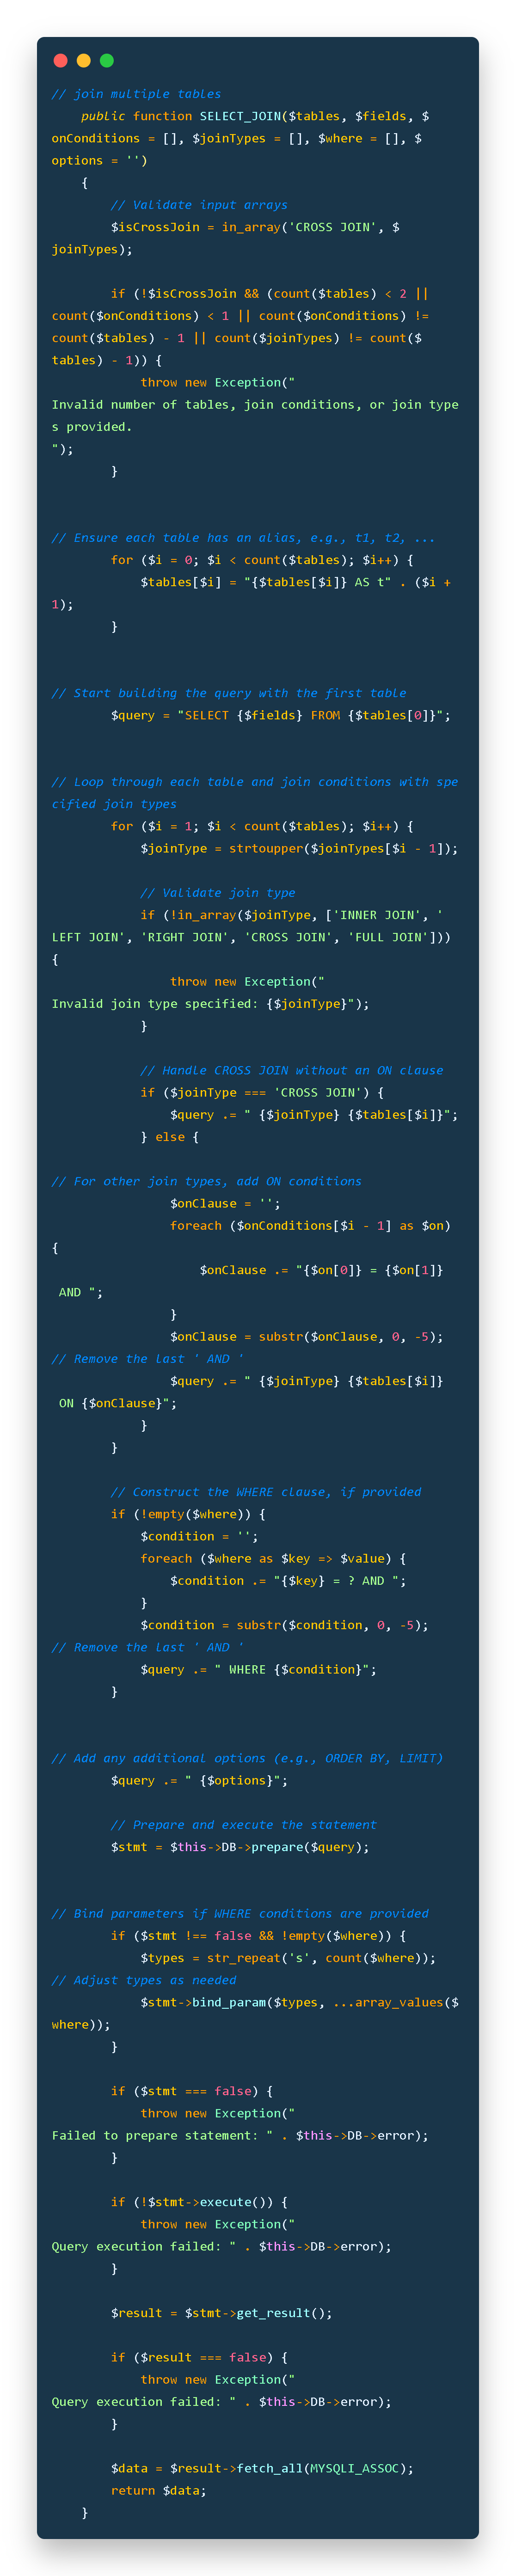 // join multiple tables
    public function SELECT_JOIN($tables, $fields, $
onConditions = [], $joinTypes = [], $where = [], $
options = '')
    {
        // Validate input arrays
        $isCrossJoin = in_array('CROSS JOIN', $
joinTypes);

        if (!$isCrossJoin && (count($tables) < 2 ||
count($onConditions) < 1 || count($onConditions) !=
count($tables) - 1 || count($joinTypes) != count($
tables) - 1)) {
            throw new Exception("
Invalid number of tables, join conditions, or join type
s provided.
");
        }

// Ensure each table has an alias, e.g., t1, t2, ...
        for ($i = 0; $i < count($tables); $i++) {
            $tables[$i] = "{$tables[$i]} AS t" . ($i +
1);
        }

// Start building the query with the first table
        $query = "SELECT {$fields} FROM {$tables[0]}";

// Loop through each table and join conditions with spe
cified join types
        for ($i = 1; $i < count($tables); $i++) {
            $joinType = strtoupper($joinTypes[$i - 1]);

            // Validate join type
            if (!in_array($joinType, ['INNER JOIN', '
LEFT JOIN', 'RIGHT JOIN', 'CROSS JOIN', 'FULL JOIN']))
{
                throw new Exception("
Invalid join type specified: {$joinType}");
            }

            // Handle CROSS JOIN without an ON clause
            if ($joinType === 'CROSS JOIN') {
                $query .= " {$joinType} {$tables[$i]}";
            } else {

// For other join types, add ON conditions
                $onClause = '';
                foreach ($onConditions[$i - 1] as $on)
{
                    $onClause .= "{$on[0]} = {$on[1]}
 AND ";
                }
                $onClause = substr($onClause, 0, -5);
// Remove the last ' AND '
                $query .= " {$joinType} {$tables[$i]}
 ON {$onClause}";
            }
        }

        // Construct the WHERE clause, if provided
        if (!empty($where)) {
            $condition = '';
            foreach ($where as $key => $value) {
                $condition .= "{$key} = ? AND ";
            }
            $condition = substr($condition, 0, -5);
// Remove the last ' AND '
            $query .= " WHERE {$condition}";
        }

// Add any additional options (e.g., ORDER BY, LIMIT)
        $query .= " {$options}";

        // Prepare and execute the statement
        $stmt = $this->DB->prepare($query);

// Bind parameters if WHERE conditions are provided
        if ($stmt !== false && !empty($where)) {
            $types = str_repeat('s', count($where));
// Adjust types as needed
            $stmt->bind_param($types, ...array_values($
where));
        }

        if ($stmt === false) {
            throw new Exception("
Failed to prepare statement: " . $this->DB->error);
        }

        if (!$stmt->execute()) {
            throw new Exception("
Query execution failed: " . $this->DB->error);
        }

        $result = $stmt->get_result();

        if ($result === false) {
            throw new Exception("
Query execution failed: " . $this->DB->error);
        }

        $data = $result->fetch_all(MYSQLI_ASSOC);
        return $data;
    }